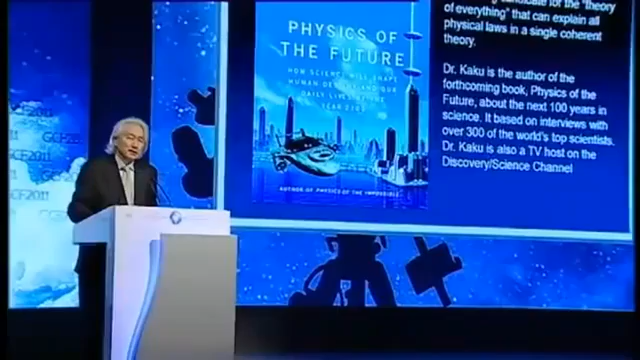 PHYSICS OF
THE FUTURE
HOW SCIENCE WILL SHAPE
HUMAN DESTINY AND OUR
DAILY LIVES BY THE
YEAR 2100
AUTHOR OF PHYSICS OF THE IMPOSSIBLE
candidate for the "theory
of everything" that can explain all
physical laws in a single coherent
theory.
Dr. Kaku is the author of the
forthcoming book, Physics of the
Future, about the next 100 years in
science. It based on interviews with
over 300 of the world's top scientists.
Dr. Kaku is also a TV host on the
Discovery/Science Channel
2011
GCF20
GCF2011
GCF2011